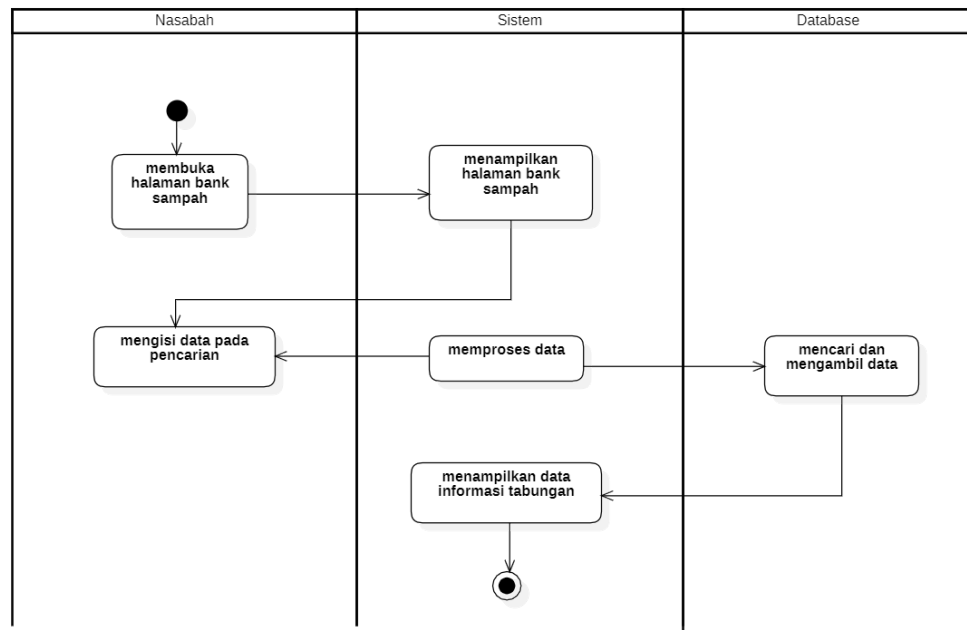 Nasabah
Sistem
Database
membuka
halaman bank
sampah
menampilkan
halaman bank
sampah
mengisi data pada
pencarian
memproses data
mencari dan
mengambil data
menampilkan data
informasi tabungan